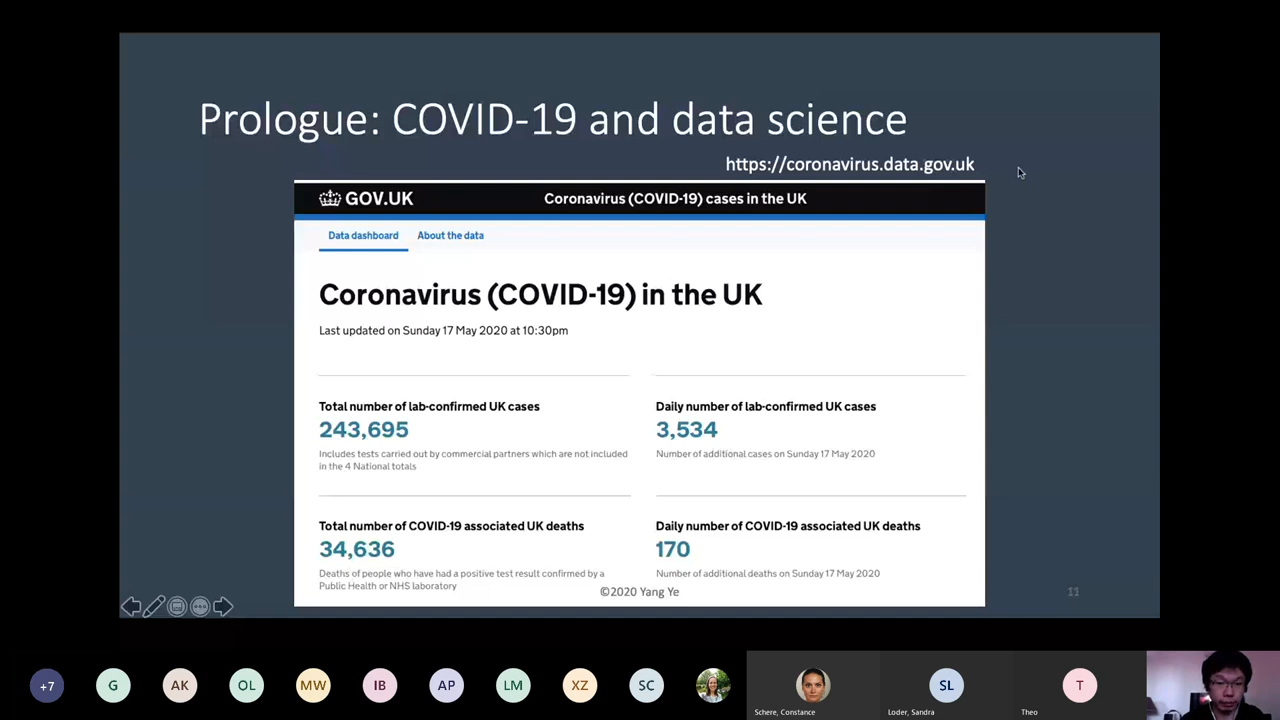 Prologue: COVID-19 and data science
https://coronavirus.data.gov.uk
GOV.UK
Coronavirus (COVID-19) cases in the UK
Data dashboard
About the data
Coronavirus (COVID-19) in the UK
Last updated on Sunday 17 May 2020 at 10:30pm
Total number of lab-confirmed UK cases
243,695
Includes tests carried out by commercial partners which are not included
in the 4 National totals
Daily number of lab-confirmed UK cases
3,534
Number of additional cases on Sunday 17 May 2020
Total number of COVID-19 associated UK deaths
34,636
Deaths of people who have had a positive test result confirmed by a
Public Health or NHS laboratory
Daily number of COVID-19 associated UK deaths
170
Number of additional deaths on Sunday 17 May 2020
©2020 Yang Ye
11
+7
G
AK
OL
MW
IB
AP
LM
XZ
SC
Schere, Constance
SL
Loder, Sandra
T
Theo